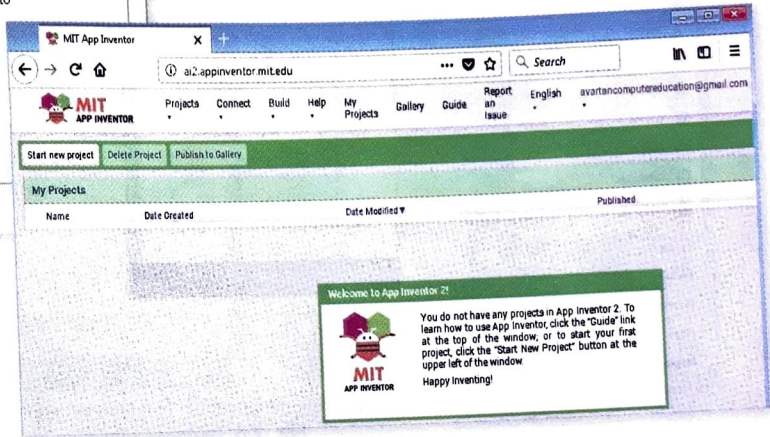 to
MIT App Inventor X +
ai2.appinventor.mit.edu ... Search
MIT APP INVENTOR
Projects Connect Build Help My Projects Gallery Guide Report an Issue English avartancomputereducation@gmail.com
Start new project Delete Project Publish to Gallery
My Projects
Name Date Created Date Modified ▼ Published
Welcome to App Inventor 2!
You do not have any projects in App Inventor 2. To
learn how to use App Inventor, click the "Guide" link
at the top of the window; or to start your first
project, click the "Start New Project" button at the
upper left of the window.
Happy Inventing!
MIT
APP INVENTOR